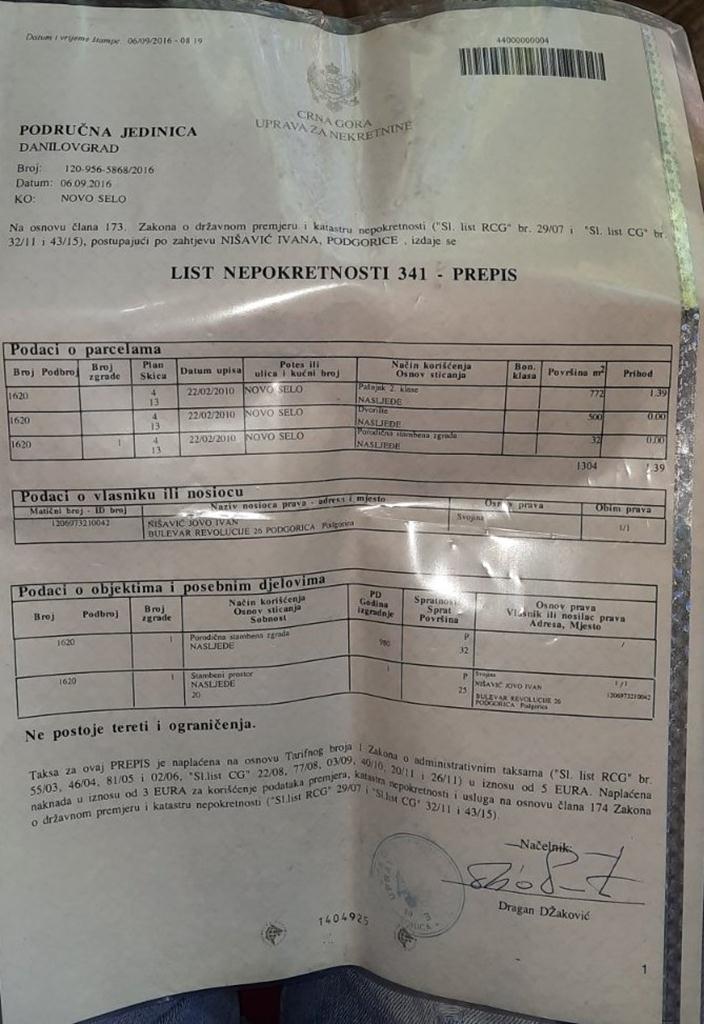 Datum i vrijeme štampe: 06/09/2016 - 08 19
44000000004
CRNA GORA
UPRAVA ZA NEKRETNINE
PODRUČNA JEDINICA
DANILOVGRAD
Broj: 120-956-5868/2016
Datum: 06.09.2016
KO: NOVO SELO
Na osnovu člana 173. Zakona o državnom premjeru i katastru nepokretnosti ("Sl. list RCG" br. 29/07 i "Sl. list CG" br.
32/11 i 43/15), postupajući po zahtjevu NIŠAVIĆ IVANA, PODGORICE , izdaje se
LIST NEPOKRETNOSTI 341 - PREPIS
Podaci o parcelama
Broj Podbroj Broj zgrade Plan Skica Datum upisa Potes ili ulica i kućni broj Način korišćenja Osnov sticanja Bon. klasa Površina m² Prihod
1620 4 13 22/02/2010 NOVO SELO Pašnjak 2. klase NASLJEĐE 772 1.39
1620 4 13 22/02/2010 NOVO SELO Dvorište NASLJEĐE 500 0.00
1620 1 4 13 22/02/2010 NOVO SELO Porodična stambena zgrada NASLJEĐE 32 0.00
1304 1.39
Podaci o vlasniku ili nosiocu
Matični broj - ID broj Naziv nosioca prava - adresa i mjesto Osnov prava Obim prava
1206973210042 NIŠAVIĆ JOVO IVAN Svojina 1/1
BULEVAR REVOLUCIJE 26 PODGORICA Podgorica
Podaci o objektima i posebnim djelovima
Broj Podbroj Broj zgrade Način korišćenja Osnov sticanja Sobnost PD Godina izgradnje Spratnost Sprat Površina Osnov prava Vlasnik ili nosilac prava Adresa, Mjesto
1620 1 Porodična stambena zgrada NASLJEĐE 980 P 32 /
1620 1 Stambeni prostor NASLJEĐE 20 1 P 25 Svojina 1/1 NIŠAVIĆ JOVO IVAN 1206973210042 BULEVAR REVOLUCIJE 26 PODGORICA Podgorica
Ne postoje tereti i ograničenja.
Taksa za ovaj PREPIS je naplaćena na osnovu Tarifnog broja 1 Zakona o administrativnim taksama ("Sl. list RCG" br.
55/03, 46/04, 81/05 i 02/06, "Sl.list CG" 22/08, 77/08, 03/09, 40/10, 20/11 i 26/11) u iznosu od 5 EURA. Naplaćena
naknada u iznosu od 3 EURA za korišćenje podataka premjera, katastra nepokretnosti i usluga na osnovu člana 174 Zakona
o državnom premjeru i katastru nepokretnosti ("Sl.list RCG" 29/07 i "Sl.list CG" 32/11 i 43/15).
Načelnik:
Dragan DŽaković
1404925
1